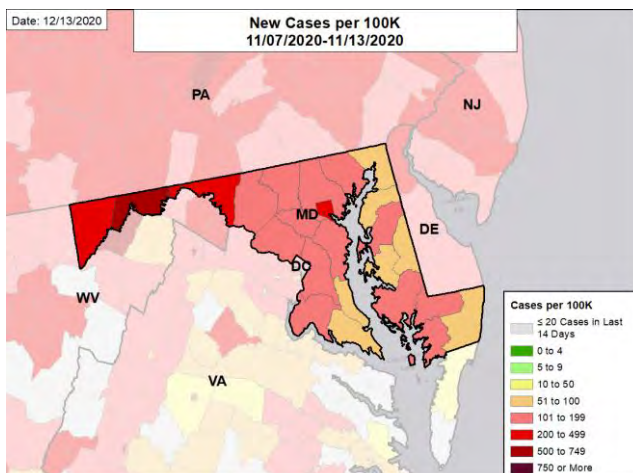 Date: 12/13/2020
New Cases per 100K
11/07/2020-11/13/2020
PA
NJ
MD
DE
DC
WV
VA
Cases per 100K
≤ 20 Cases in Last
14 Days
0 to 4
5 to 9
10 to 50
51 to 100
101 to 199
200 to 499
500 to 749
750 or More